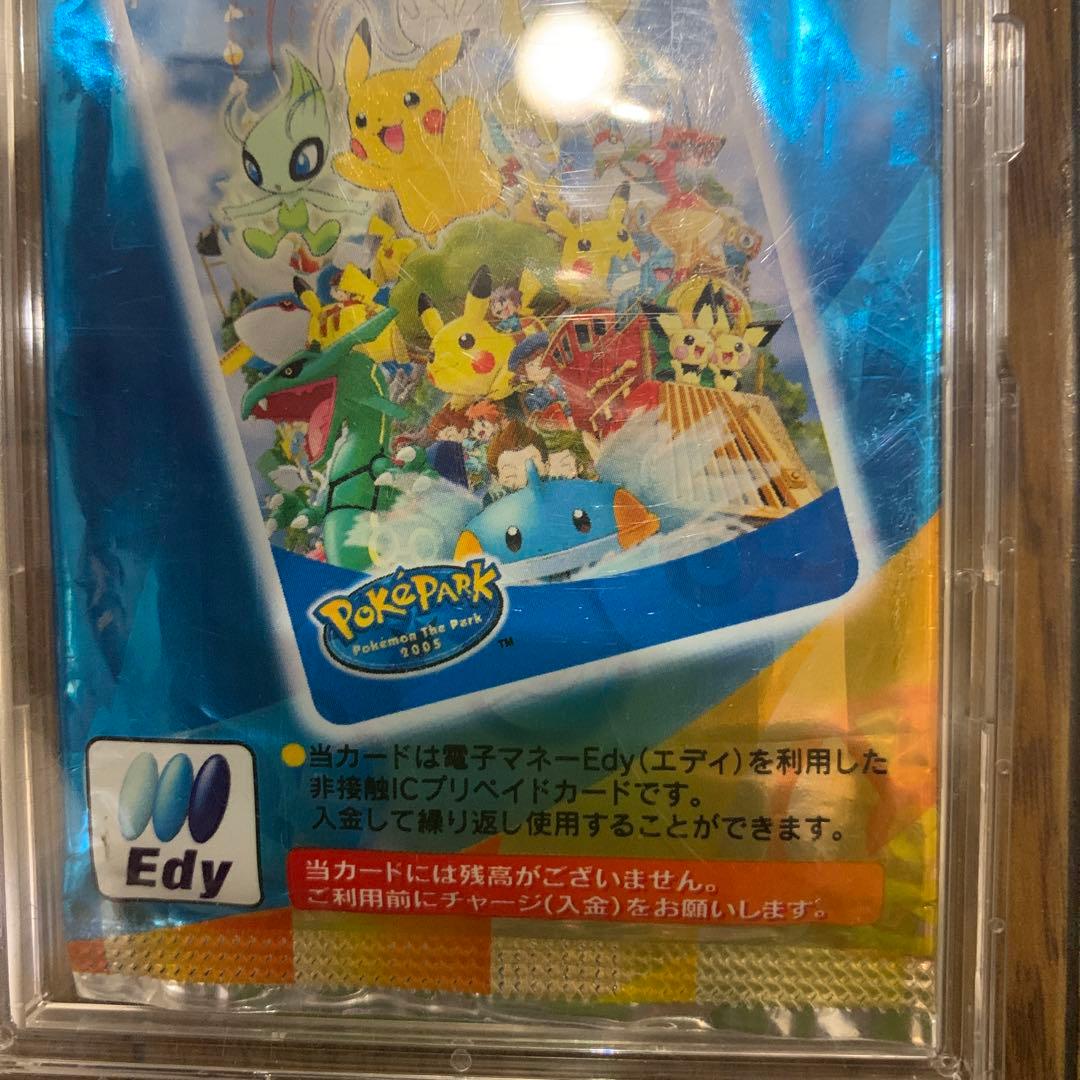 POKéPARK
Pokémon The Park
2005
TM
●当カードは電子マネーEdy(エディ)を利用した
非接触ICプリペイドカードです。
入金して繰り返し使用することができます。
Edy
当カードには残高がございません。
ご利用前にチャージ(入金)をお願いします。